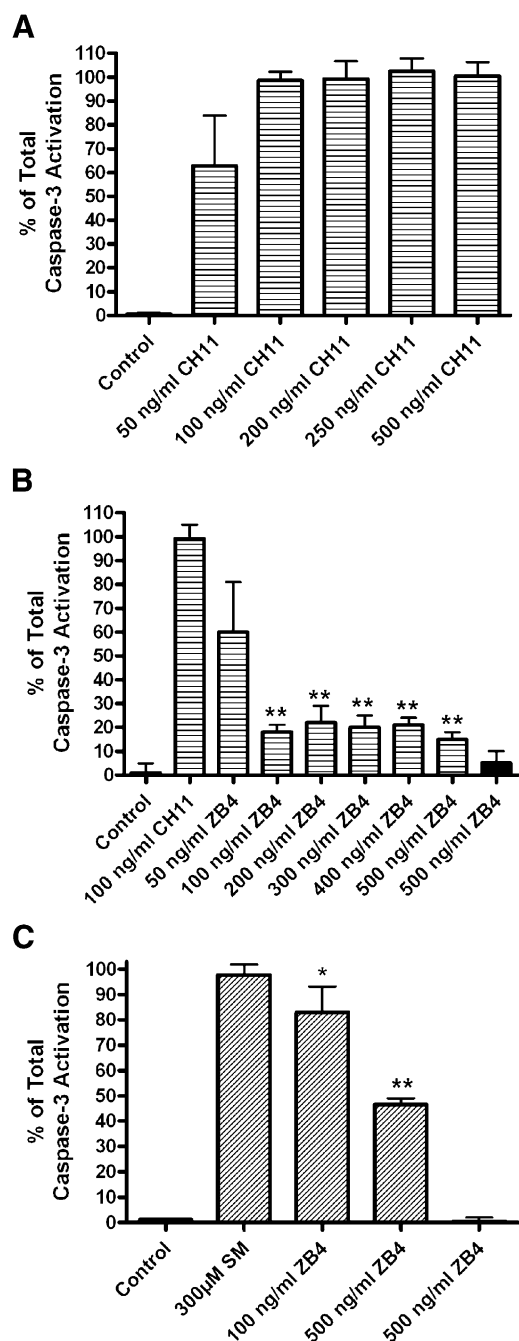 A
% of Total
Caspase-3 Activation
110
100
90
80
70
60
50
40
30
20
10
0
Control
50 ng/ml CH11
100 ng/ml CH11
200 ng/ml CH11
250 ng/ml CH11
500 ng/ml CH11
B
% of Total
Caspase-3 Activation
110
100
90
80
70
60
50
40
30
20
10
0
** ** ** ** **
Control
100 ng/ml CH11
50 ng/ml ZB4
100 ng/ml ZB4
200 ng/ml ZB4
300 ng/ml ZB4
400 ng/ml ZB4
500 ng/ml ZB4
500 ng/ml ZB4
C
% of Total
Caspase-3 Activation
100
90
80
70
60
50
40
30
20
10
0
*
**
Control
300µM SM
100 ng/ml ZB4
500 ng/ml ZB4
500 ng/ml ZB4